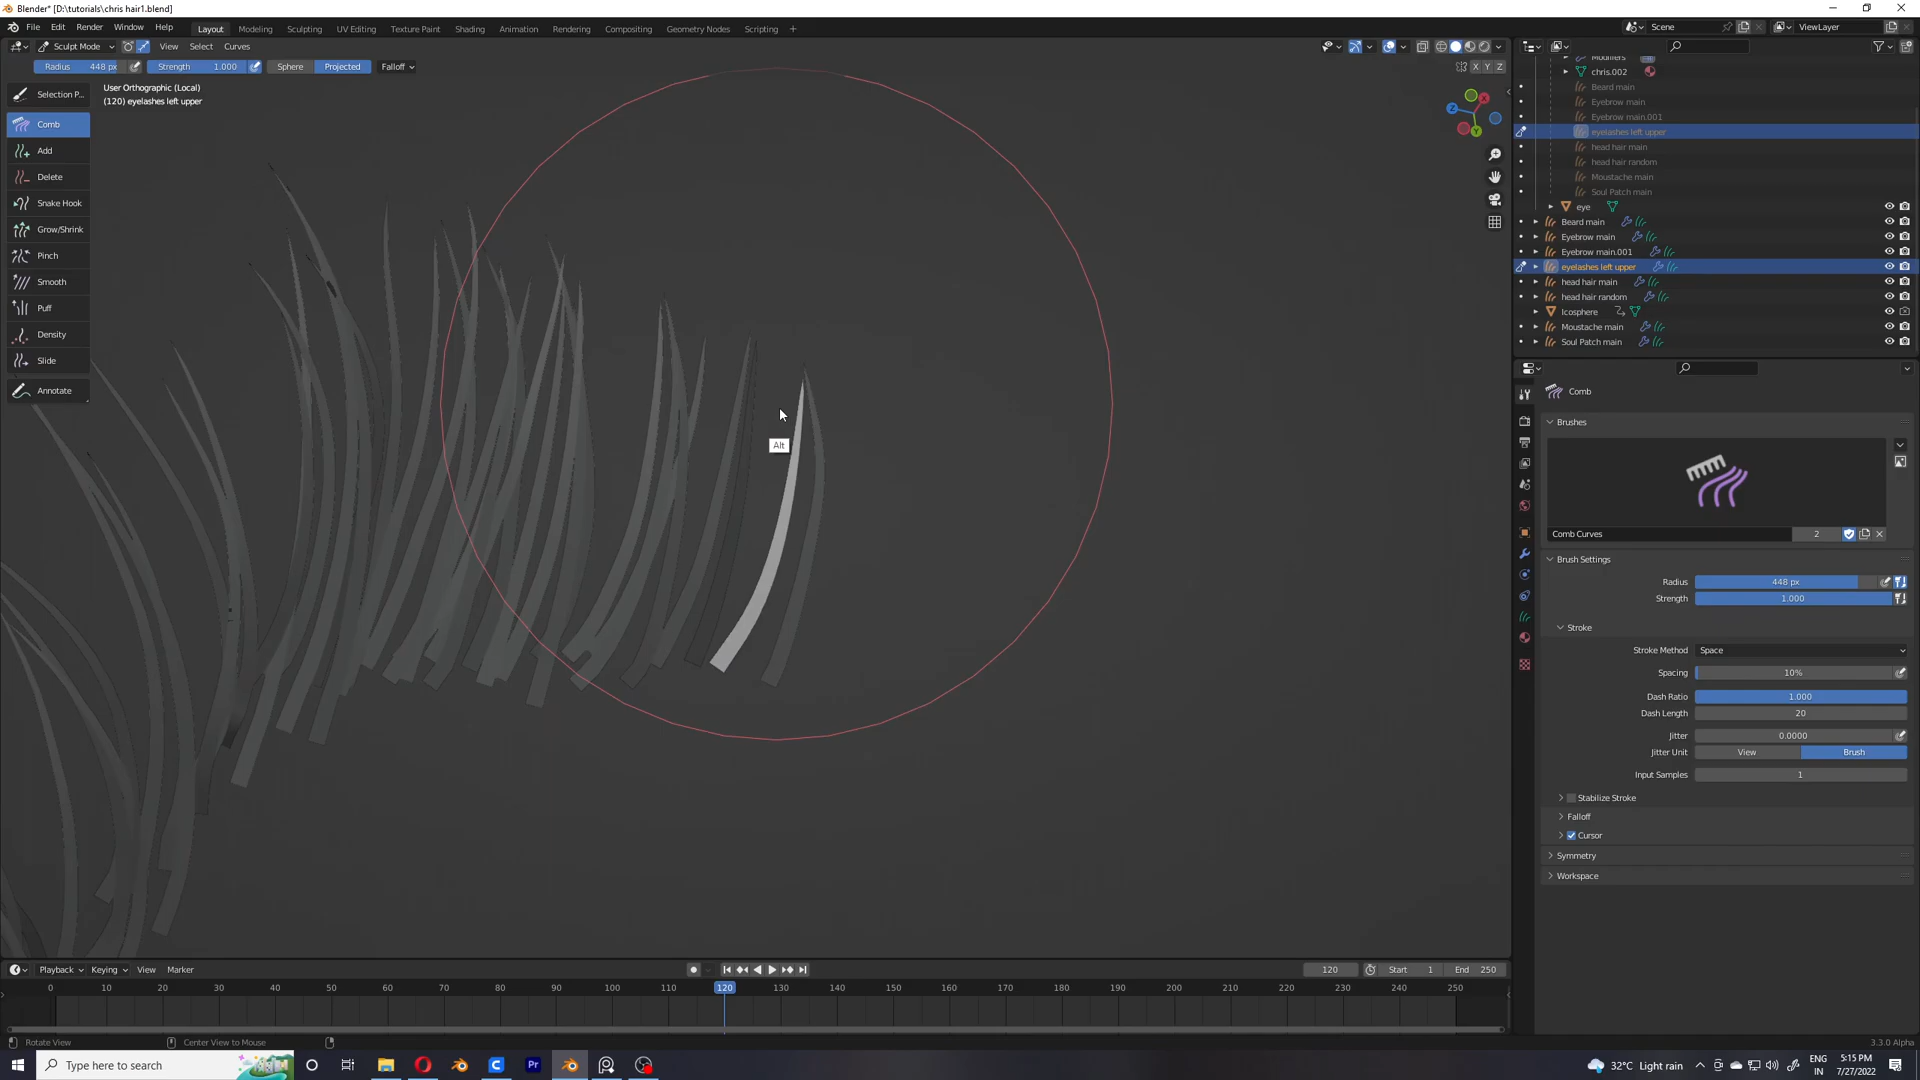 Blender* [D:\tutorials\chris hair1.blend]
File Edit Render Window Help Layout Modeling Sculpting UV Editing Texture Paint Shading Animation Rendering Compositing Geometry Nodes Scripting + Scene ViewLayer
Sculpt Mode View Select Curves
Radius 448 px Strength 1.000 Sphere Projected Falloff X Y Z
User Orthographic (Local)
(120) eyelashes left upper
Selection P...
Comb
Add
Delete
Snake Hook
Grow/Shrink
Pinch
Smooth
Puff
Density
Slide
Annotate
Alt
X
Z
Y
Modifiers
chris.002
Beard main
Eyebrow main
Eyebrow main.001
eyelashes left upper
head hair main
head hair random
Moustache main
Soul Patch main
eye
Beard main
Eyebrow main
Eyebrow main.001
eyelashes left upper
head hair main
head hair random
Icosphere
Moustache main
Soul Patch main
Comb
Brushes
Comb Curves 2
Brush Settings
Radius 448 px
Strength 1.000
Stroke
Stroke Method Space
Spacing 10%
Dash Ratio 1.000
Dash Length 20
Jitter 0.0000
Jitter Unit View Brush
Input Samples 1
Stabilize Stroke
Falloff
Cursor
Symmetry
Workspace
Playback Keying View Marker 120 Start 1 End 250
0 10 20 30 40 50 60 70 80 90 100 110 120 130 140 150 160 170 180 190 200 210 220 230 240 250
Rotate View Center View to Mouse 3.3.0 Alpha
Type here to search Pr 32°C Light rain ENG IN 5:15 PM 7/27/2022